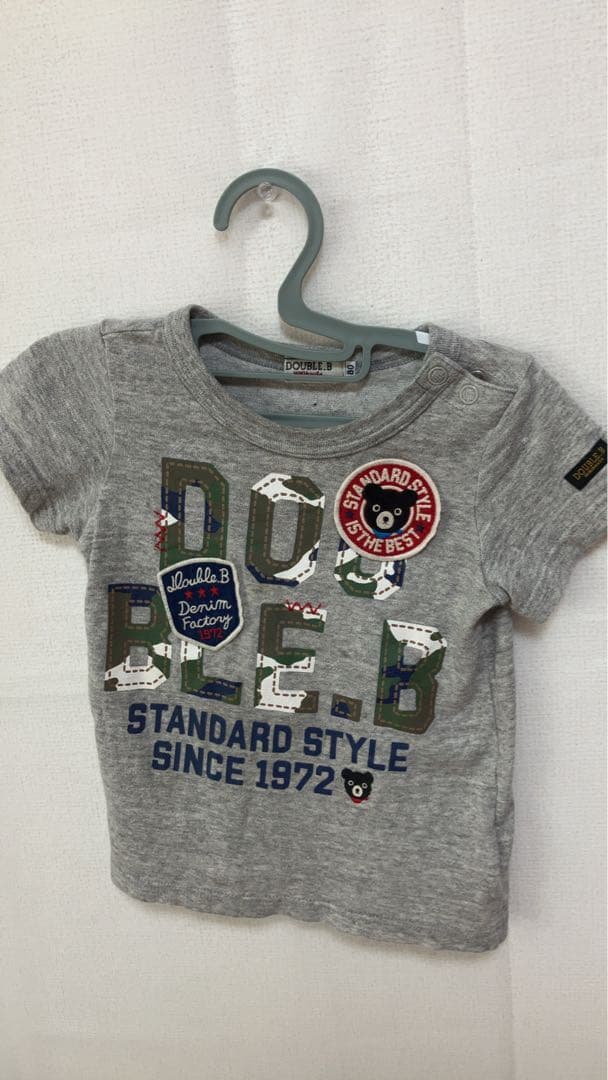 DOUBLE.B
80
DOUBLE.B
STANDARD STYLE
IS THE BEST
DOU
Double.B
Denim
Factory
1972
BLE.B
STANDARD STYLE
SINCE 1972